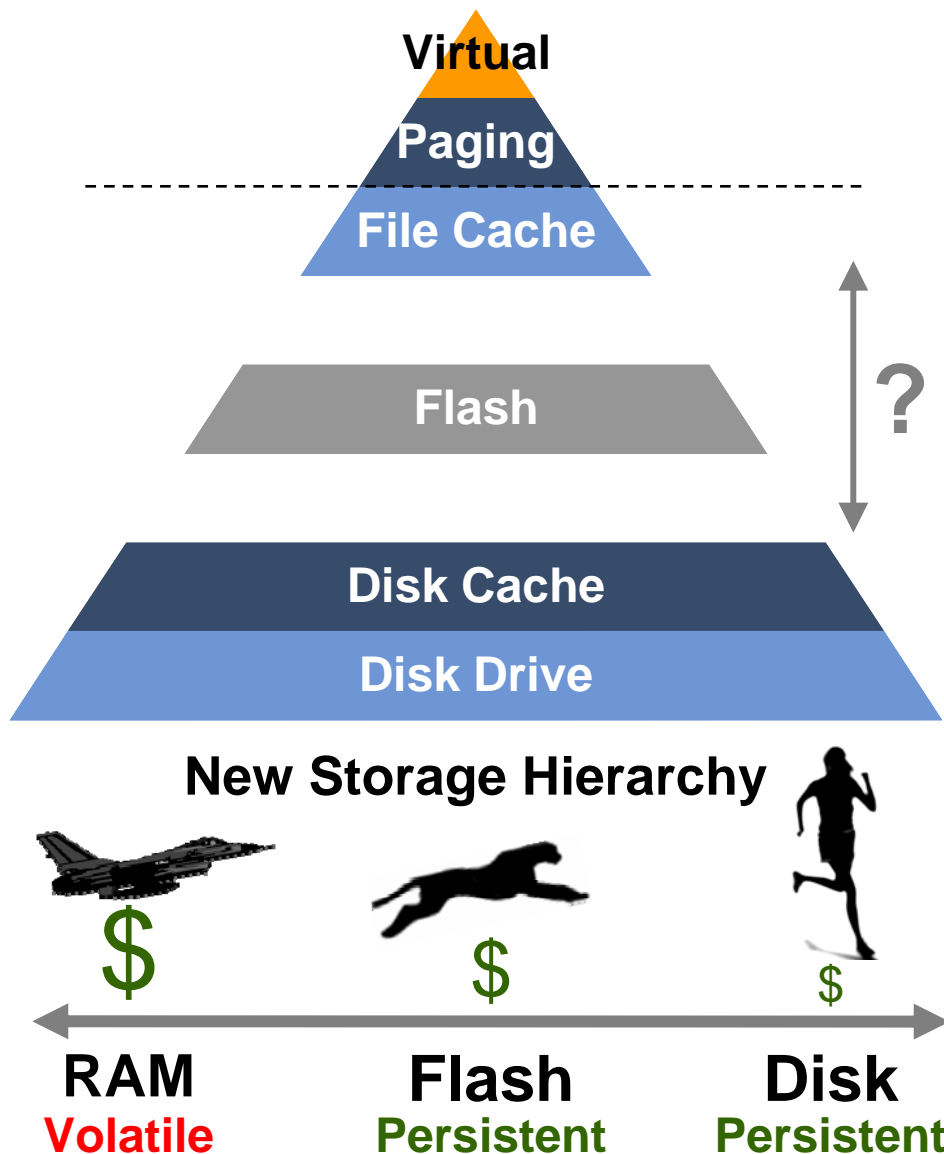 Virtual
Paging
File Cache
?
Flash
Disk Cache
Disk Drive
New Storage Hierarchy
$ $ $
RAM Flash Disk
Volatile Persistent Persistent